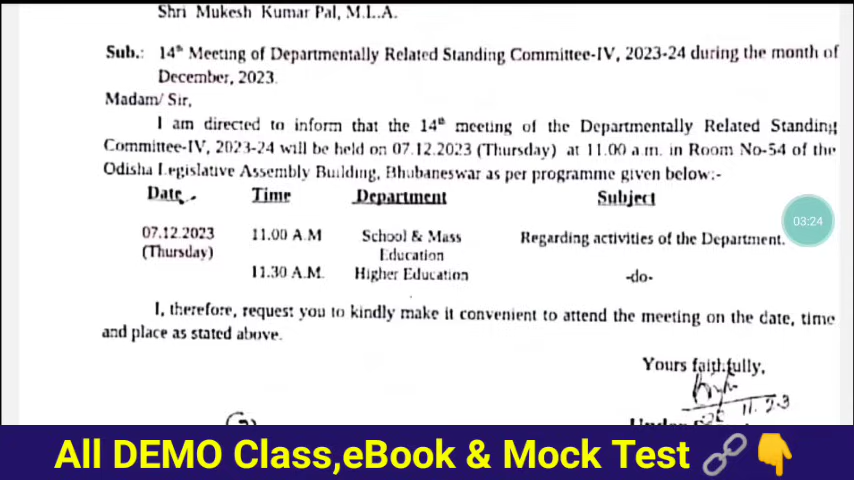 Shri Mukesh Kumar Pal, M.L.A.
Sub.: 14th Meeting of Departmentally Related Standing Committee-IV, 2023-24 during the month of
December, 2023.
Madam/ Sir,
I am directed to inform that the 14th meeting of the Departmentally Related Standing
Committee-IV, 2023-24 will be held on 07.12.2023 (Thursday) at 11.00 a.m. in Room No-54 of the
Odisha Legislative Assembly Building, Bhubaneswar as per programme given below:-
Date Time Department Subject
07.12.2023 11.00 A.M School & Mass Regarding activities of the Department.
(Thursday) Education
11.30 A.M. Higher Education -do-
I, therefore, request you to kindly make it convenient to attend the meeting on the date, time
and place as stated above.
Yours faithfully,
11.23
Under
03:24
All DEMO Class,eBook & Mock Test 🔗👇